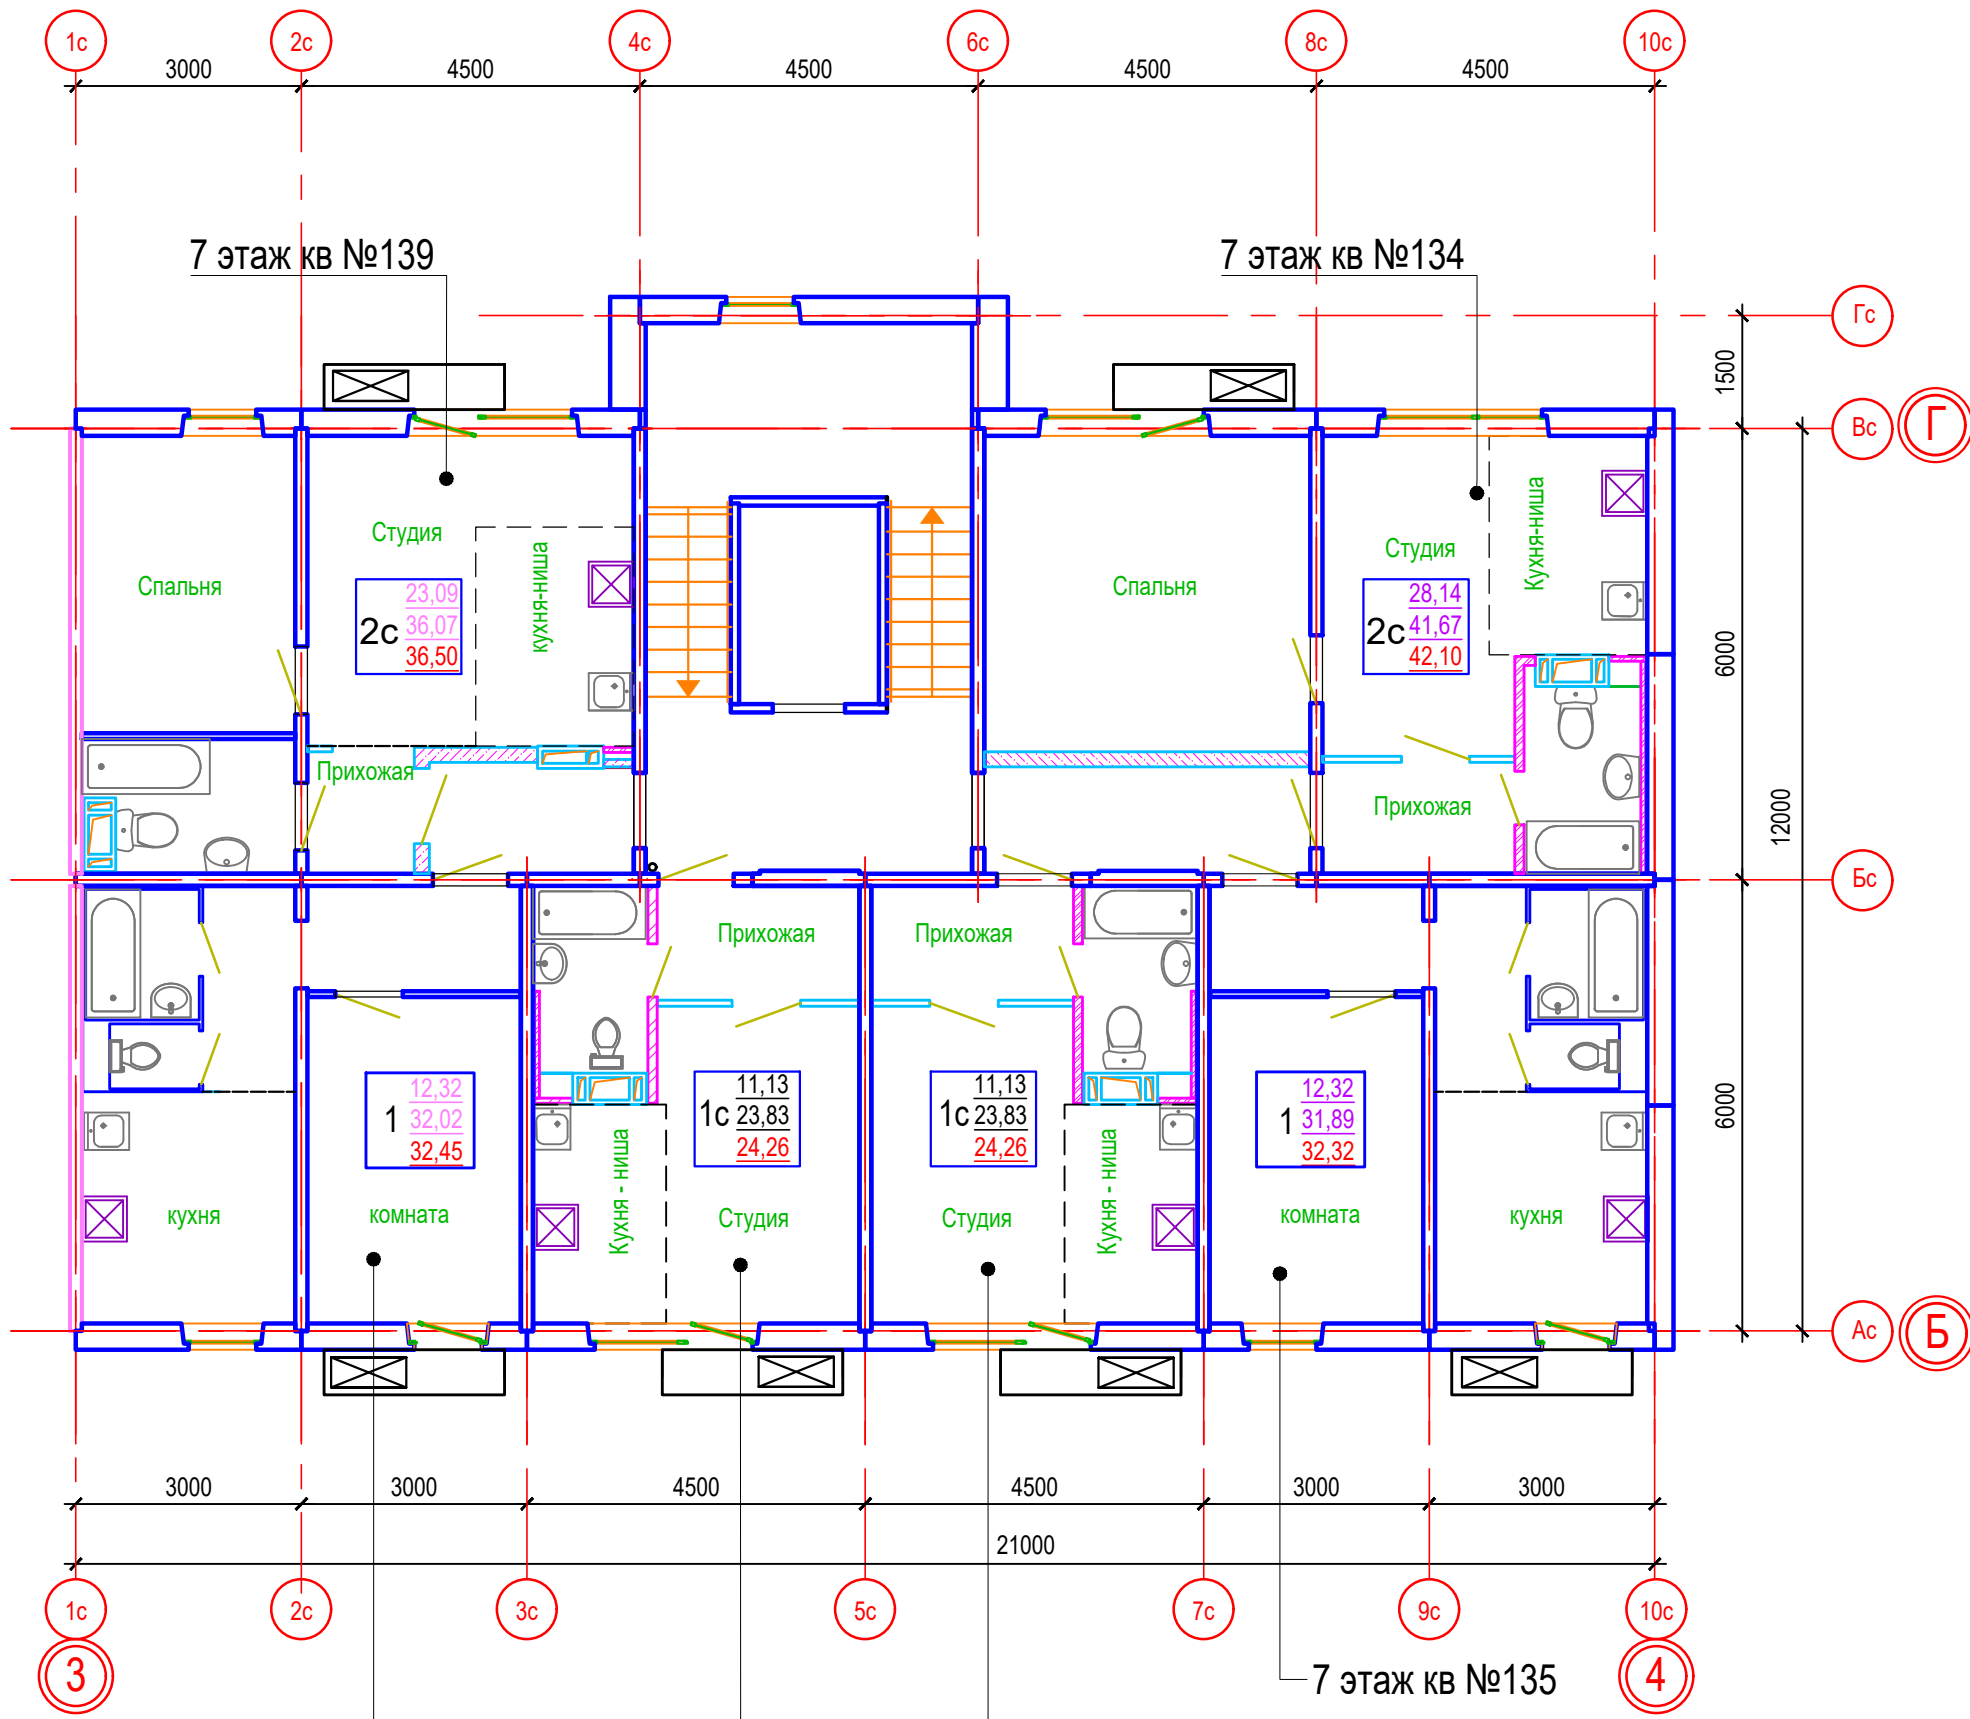 1с 2с 4с 6с 8с 10с
3000 4500 4500 4500 4500
7 этаж кв №139
7 этаж кв №134
Гс
1500
Вс Г
Студия
кухня-ниша
Спальня
2с
23,09
36,07
36,50
Спальня
Студия
Кухня-ниша
2с
28,14
41,67
42,10
6000
12000
Прихожая
Прихожая
Бс
Прихожая
Прихожая
1
12,32
32,02
32,45
1с
11,13
23,83
24,26
1с
11,13
23,83
24,26
1
12,32
31,89
32,32
6000
кухня
комната
Кухня - ниша
Студия
Студия
Кухня - ниша
комната
кухня
Ас Б
3000 3000 4500 4500 3000 3000
21000
1с 2с 3с 5с 7с 9с 10с
3
4
7 этаж кв №135